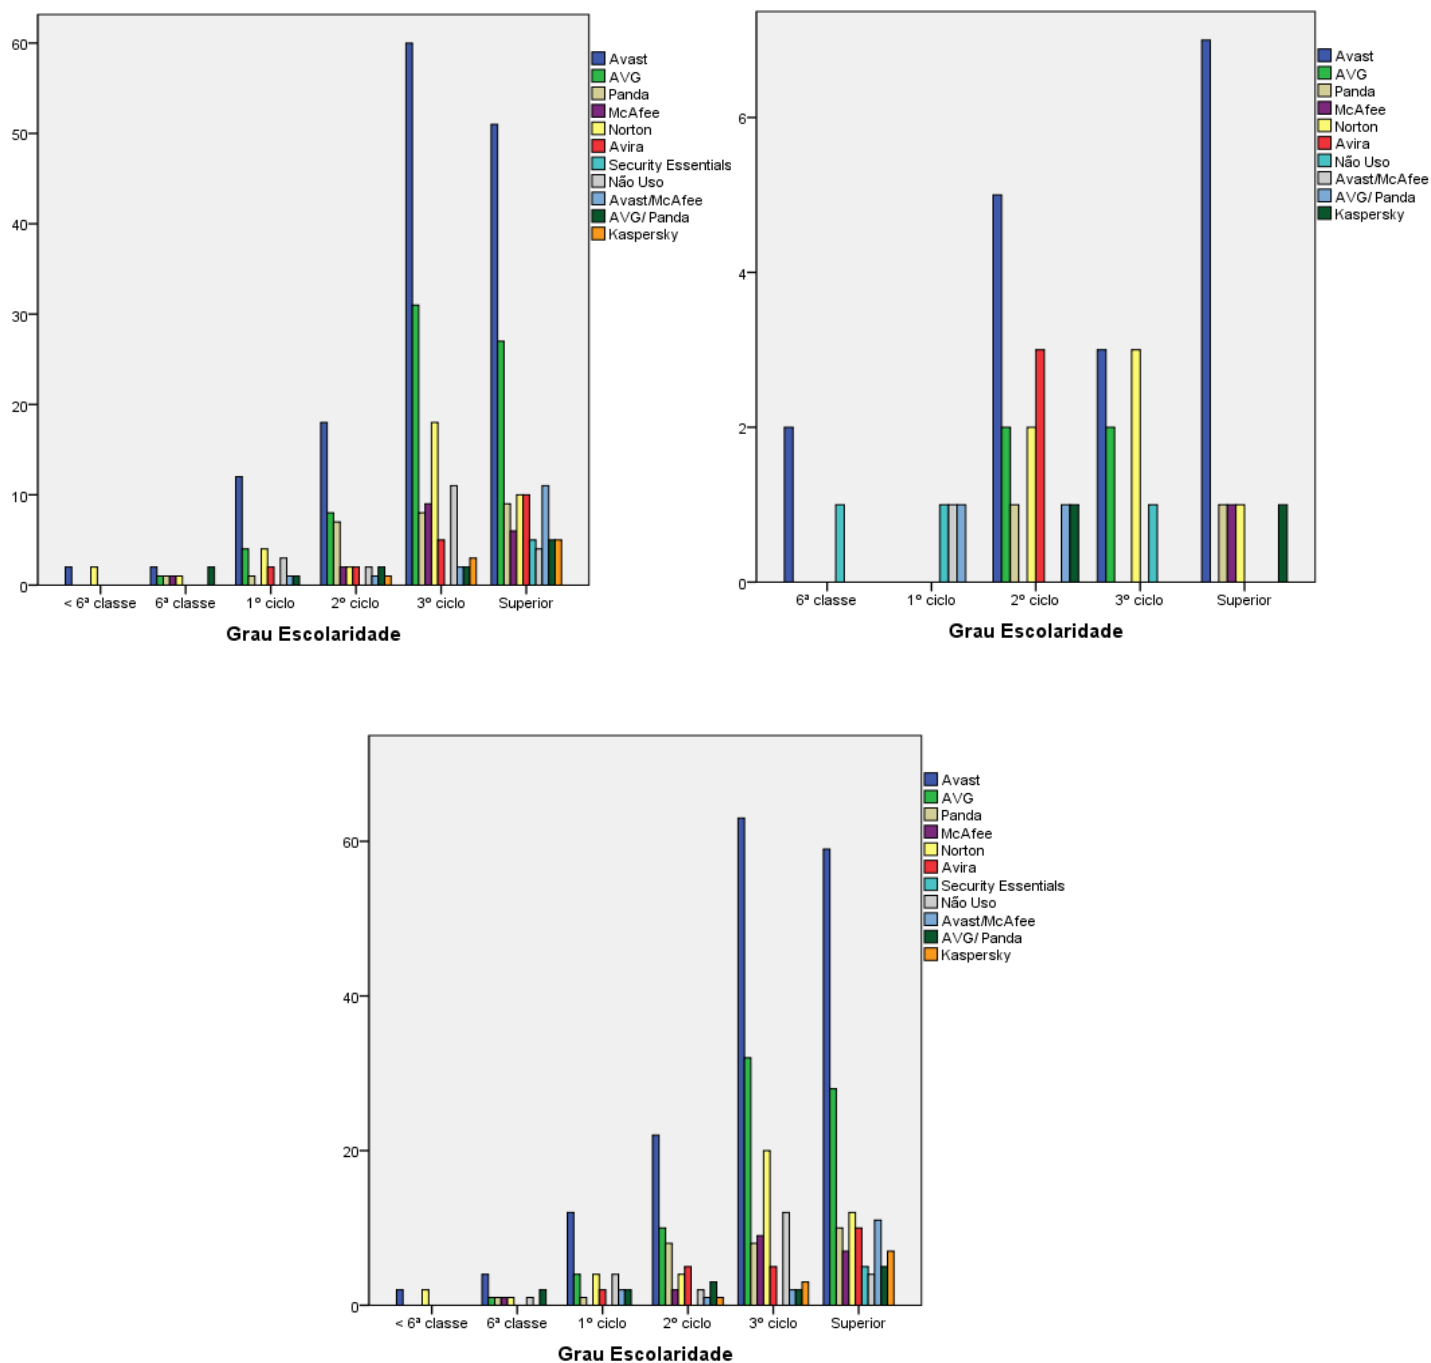 60
50
40
30
20
10
0
< 6ª classe
6ª classe
1º ciclo
2º ciclo
3º ciclo
Superior
Grau Escolaridade
Avast
AVG
Panda
McAfee
Norton
Avira
Security Essentials
Não Uso
Avast/McAfee
AVG/ Panda
Kaspersky
6
4
2
0
6ª classe
1º ciclo
2º ciclo
3º ciclo
Superior
Grau Escolaridade
Avast
AVG
Panda
McAfee
Norton
Avira
Não Uso
Avast/McAfee
AVG/ Panda
Kaspersky
60
40
20
0
< 6ª classe
6ª classe
1º ciclo
2º ciclo
3º ciclo
Superior
Grau Escolaridade
Avast
AVG
Panda
McAfee
Norton
Avira
Security Essentials
Não Uso
Avast/McAfee
AVG/ Panda
Kaspersky